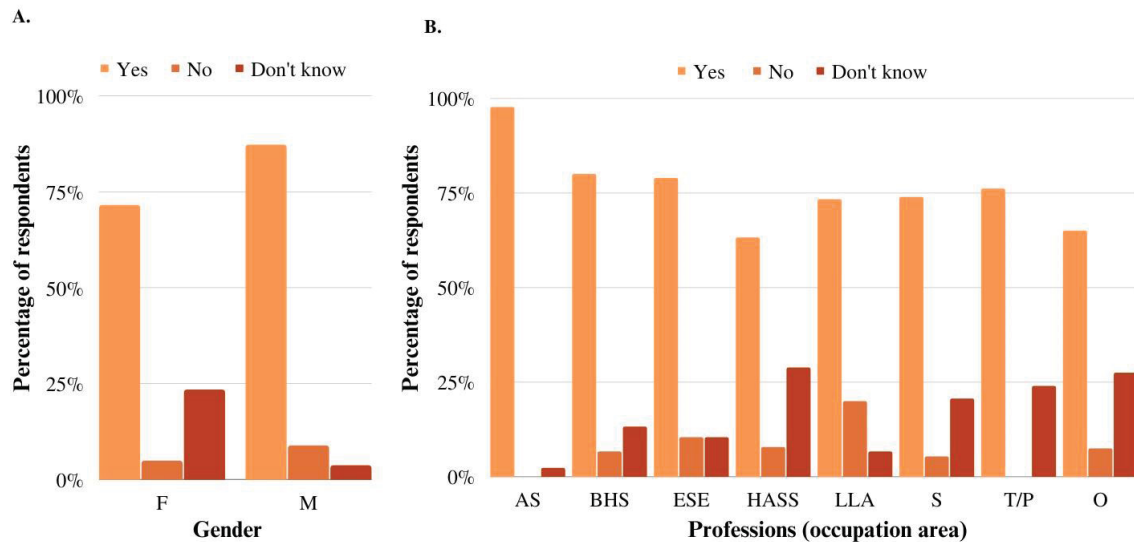 A.
Yes No Don't know
100%
75%
50%
25%
0%
Percentage of respondents
F M
Gender
B.
Yes No Don't know
100%
75%
50%
25%
0%
Percentage of respondents
AS BHS ESE HASS LLA S T/P O
Professions (occupation area)